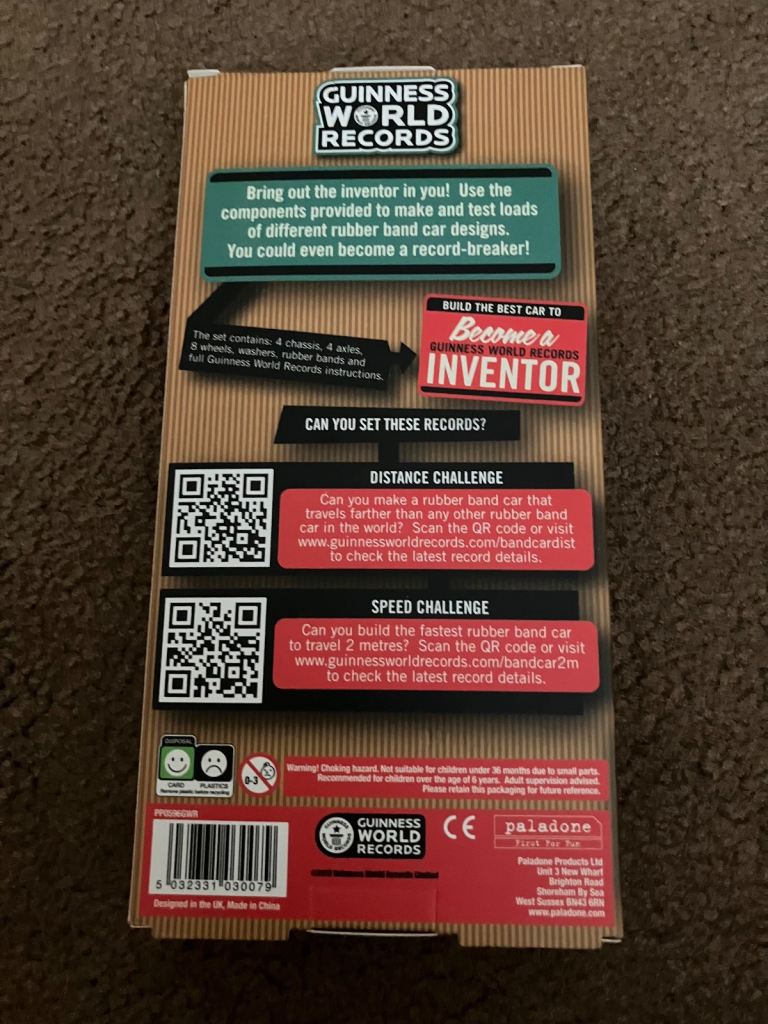 GUINNESS
WORLD
RECORDS
Bring out the inventor in you! Use the
components provided to make and test loads
of different rubber band car designs.
You could even become a record-breaker!
The set contains: 4 chassis, 4 axles,
8 wheels, washers, rubber bands and
full Guinness World Records instructions.
BUILD THE BEST CAR TO
Become a
GUINNESS WORLD RECORDS
INVENTOR
CAN YOU SET THESE RECORDS?
DISTANCE CHALLENGE
Can you make a rubber band car that
travels farther than any other rubber band
car in the world? Scan the QR code or visit
www.guinnessworldrecords.com/bandcardist
to check the latest record details.
SPEED CHALLENGE
Can you build the fastest rubber band car
to travel 2 metres? Scan the QR code or visit
www.guinnessworldrecords.com/bandcar2m
to check the latest record details.
DISPOSAL
CARD PLASTICS
Remove plastic before recycling
0-3
Warning! Choking hazard. Not suitable for children under 36 months due to small parts.
Recommended for children over the age of 6 years. Adult supervision advised.
Please retain this packaging for future reference.
PP0596GWR
5 032331 030079
Designed in the UK, Made in China
GUINNESS
WORLD
RECORDS
Guinness World Records Limited
CE
paladone
First For Fun
Paladone Products Ltd
Unit 3 New Wharf
Brighton Road
Shoreham By Sea
West Sussex BN43 6RN
www.paladone.com